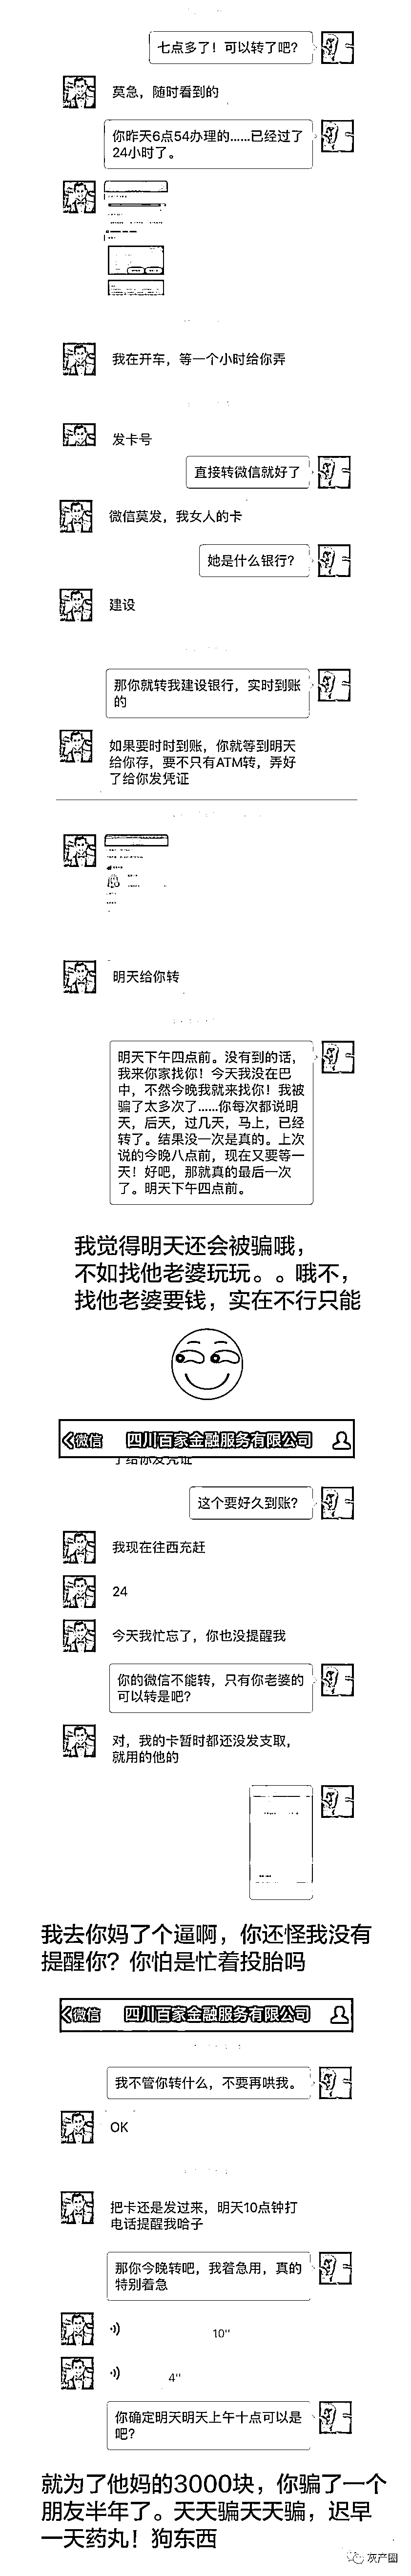 七点多了！可以转了吧？
莫急，随时看到的
你昨天6点54办理的……已经过了
24小时了。
我在开车，等一个小时给你弄
发卡号
直接转微信就好了
微信莫发，我女人的卡
她是什么银行？
建设
那你就转我建设银行，实时到账
的
如果要时时到账，你就等到明天
给你存，要不只有ATM转，弄好
了给你发凭证
明天给你转
明天下午四点前。没有到的话，
我来你家找你！今天我没在巴
中，不然今晚我就来找你！我被
骗了太多次了……你每次都说明
天，后天，过几天，马上，已经
转了。结果没一次是真的。上次
说的今晚八点前，现在又要等一
天！好吧，那就真的最后一次
了。明天下午四点前。
我觉得明天还会被骗哦，
不如找他老婆玩玩。。哦不，
找他老婆要钱，实在不行只能
微信 四川百家金融服务有限公司
了给你发凭证
这个要好久到账？
我现在往西充赶
24
今天我忙忘了，你也没提醒我
你的微信不能转，只有你老婆的
可以转是吧？
对，我的卡暂时都还没发支取，
就用的他的
我去你妈了个逼啊，你还怪我没有
提醒你？你怕是忙着投胎吗
微信 四川百家金融服务有限公司
我不管你转什么，不要再哄我。
OK
把卡还是发过来，明天10点钟打
电话提醒我哈子
那你今晚转吧，我着急用，真的
特别着急
10"
4"
你确定明天明天上午十点可以是
吧？
就为了他妈的3000块，你骗了一个
朋友半年了。天天骗天天骗，迟早
一天药丸！狗东西
灰产圈